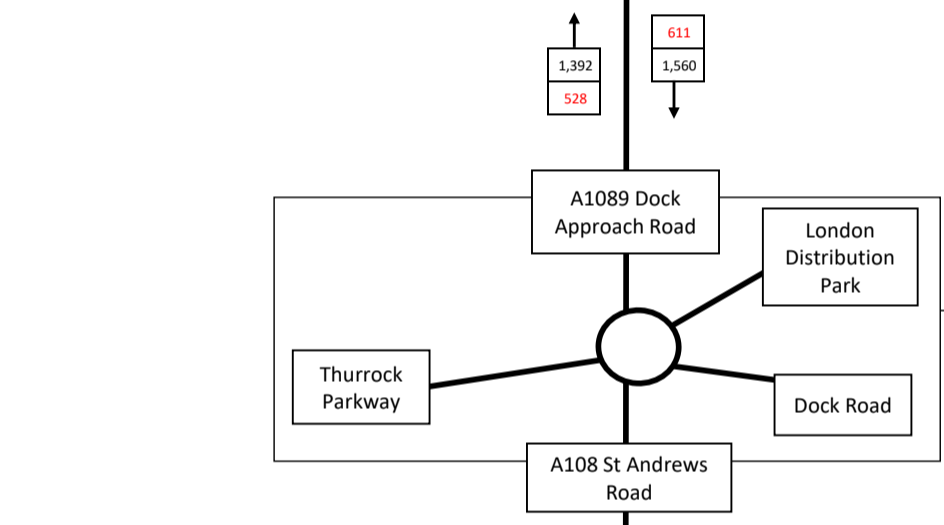 611
1,392
1,560
528
A1089 Dock
Approach Road
London
Distribution
Park
Thurrock
Parkway
Dock Road
A108 St Andrews
Road